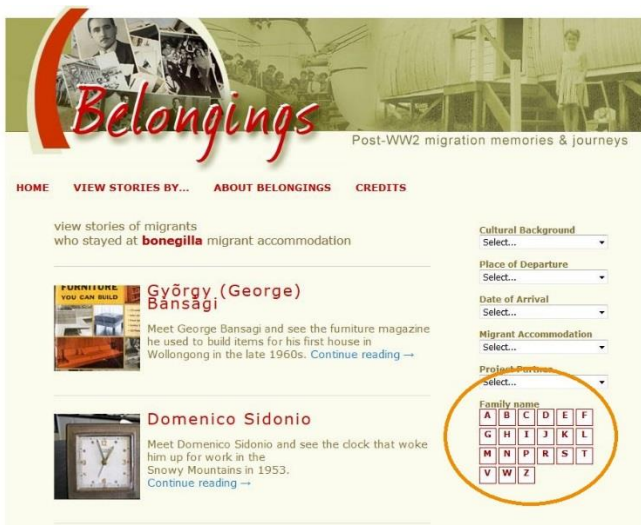 Belongings
Post-WW2 migration memories & journeys
HOME VIEW STORIES BY... ABOUT BELONGINGS CREDITS
view stories of migrants
who stayed at bonegilla migrant accommodation
FURNITURE
YOU CAN BUILD
Gyõrgy (George)
Bansägi
Meet George Bansagi and see the furniture magazine
he used to build items for his first house in
Wollongong in the late 1960s. Continue reading →
Domenico Sidonio
Meet Domenico Sidonio and see the clock that woke
him up for work in the
Snowy Mountains in 1953.
Continue reading →
Cultural Background
Select...
Place of Departure
Select...
Date of Arrival
Select...
Migrant Accommodation
Select...
Project Partner
Select...
Family name
A B C D E F
G H I J K L
M N P R S T
V W Z